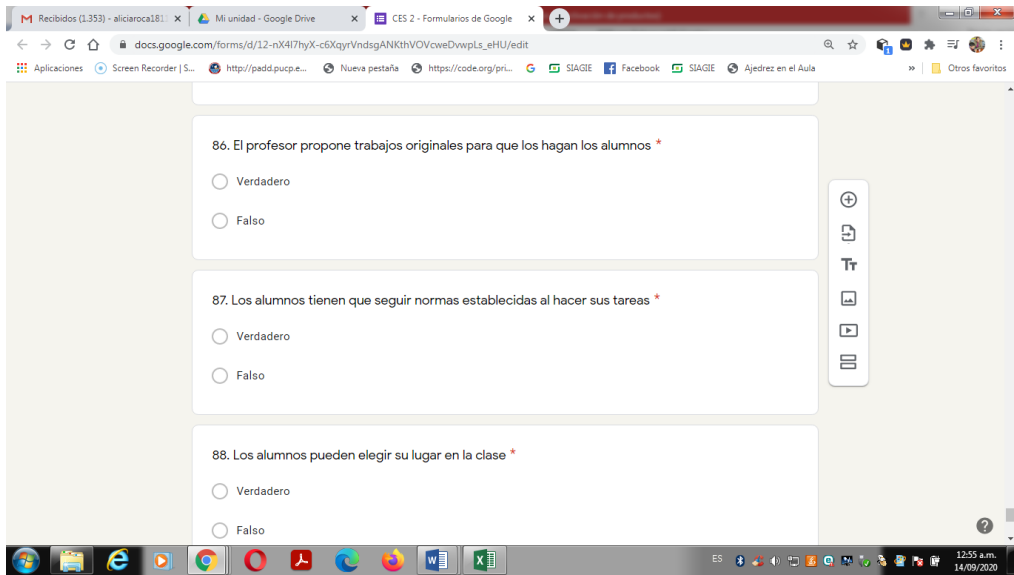 Recibidos (1.353) - aliciaroca181
Mi unidad - Google Drive
CES 2 - Formularios de Google
docs.google.com/forms/d/12-nX4I7hyX-c6XqyrVndsgANKthVOVcweDvwpLs_eHU/edit
Aplicaciones
Screen Recorder | S...
http://padd.pucp.e...
Nueva pestaña
https://code.org/pri...
SIAGIE
Facebook
SIAGIE
Ajedrez en el Aula
»
Otros favoritos
86. El profesor propone trabajos originales para que los hagan los alumnos *
Verdadero
Falso
87. Los alumnos tienen que seguir normas establecidas al hacer sus tareas *
Verdadero
Falso
88. Los alumnos pueden elegir su lugar en la clase *
Verdadero
Falso
Tт
ES
12:55 a.m.
14/09/2020